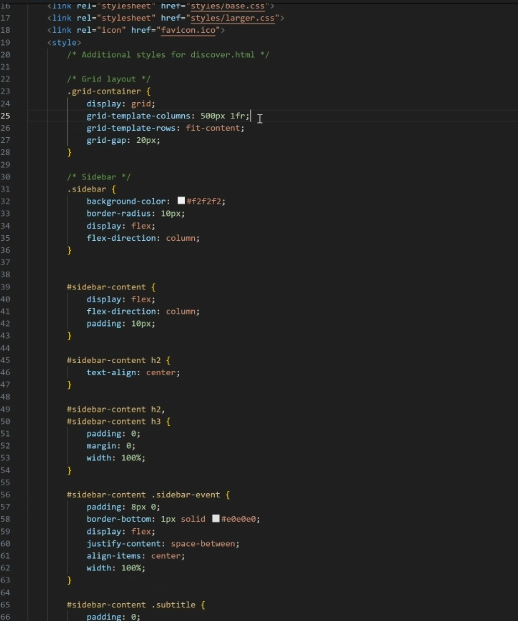 16 <link rel="stylesheet" href="styles/base.css">
17 <link rel="stylesheet" href="styles/larger.css">
18 <link rel="icon" href="favicon.ico">
19 <style>
20 /* Additional styles for discover.html */
21
22 /* Grid layout */
23 .grid-container {
24 display: grid;
25 grid-template-columns: 500px 1fr;
26 grid-template-rows: fit-content;
27 grid-gap: 20px;
28 }
29
30 /* Sidebar */
31 .sidebar {
32 background-color: #f2f2f2;
33 border-radius: 10px;
34 display: flex;
35 flex-direction: column;
36 }
37
38
39 #sidebar-content {
40 display: flex;
41 flex-direction: column;
42 padding: 10px;
43 }
44
45 #sidebar-content h2 {
46 text-align: center;
47 }
48
49 #sidebar-content h2,
50 #sidebar-content h3 {
51 padding: 0;
52 margin: 0;
53 width: 100%;
54 }
55
56 #sidebar-content .sidebar-event {
57 padding: 8px 0;
58 border-bottom: 1px solid #e0e0e0;
59 display: flex;
60 justify-content: space-between;
61 align-items: center;
62 width: 100%;
63 }
64
65 #sidebar-content .subtitle {
66 padding: 0;